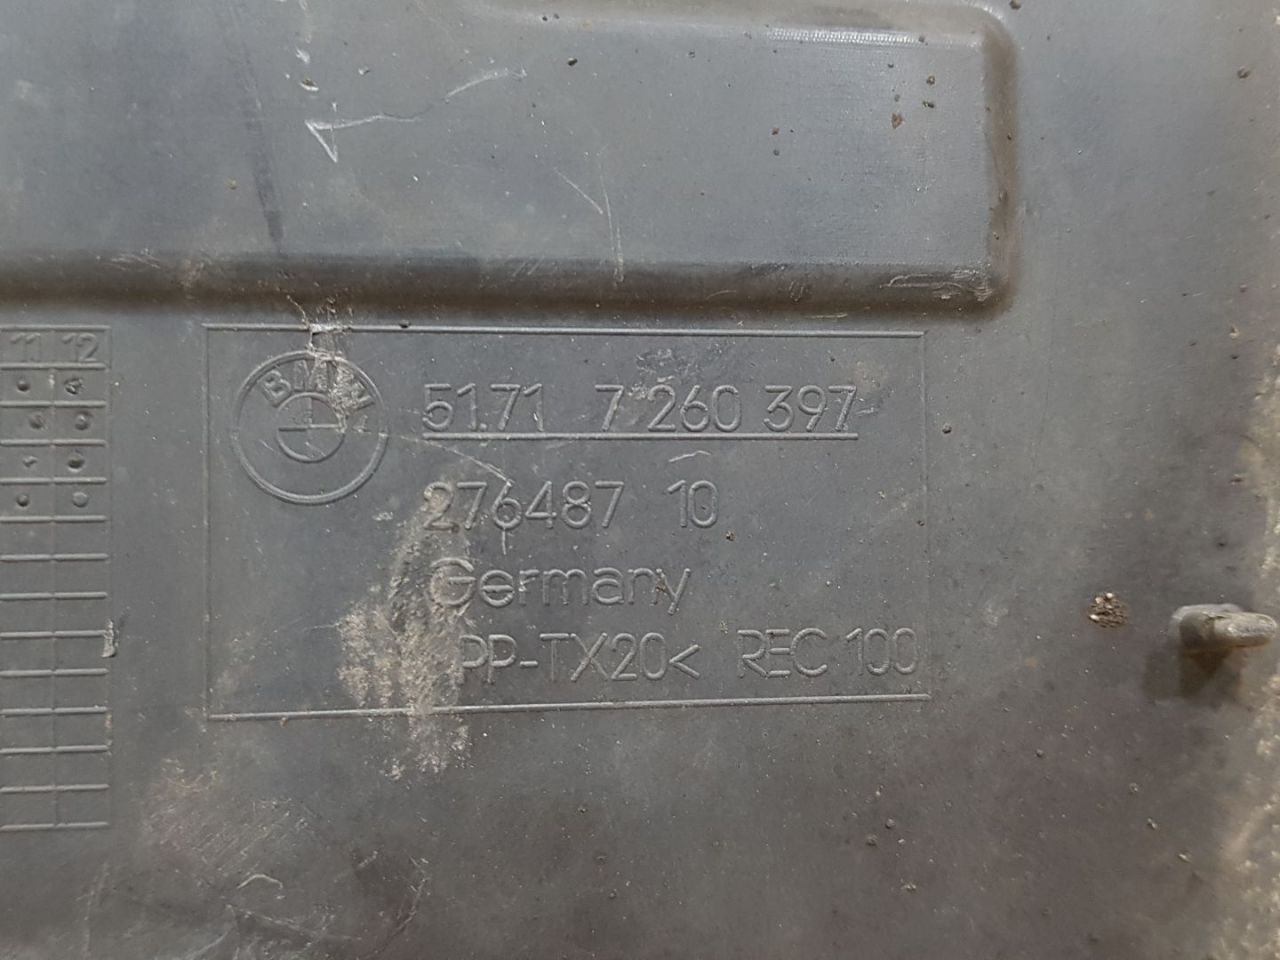 11 12
BMW
51.71 7 260 397
276487 10
Germany
PP-TX20< REC 100